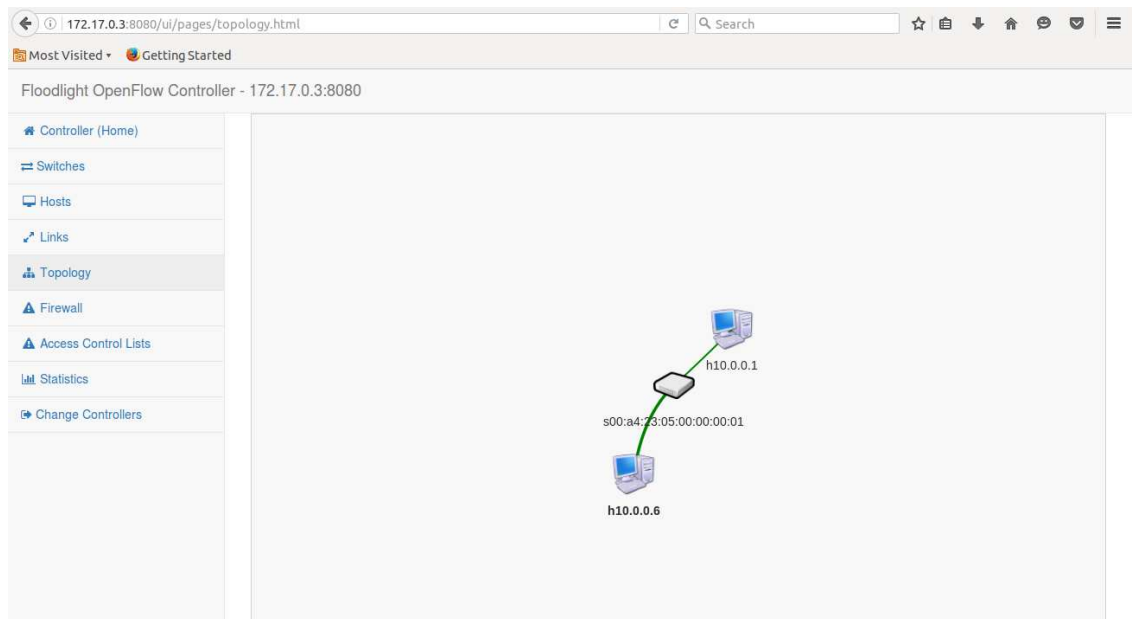 172.17.0.3:8080/ui/pages/topology.html
Search
Most Visited
Getting Started
Floodlight OpenFlow Controller - 172.17.0.3:8080
Controller (Home)
Switches
Hosts
Links
Topology
Firewall
Access Control Lists
Statistics
Change Controllers
h10.0.0.1
s00:a4:23:05:00:00:00:01
h10.0.0.6